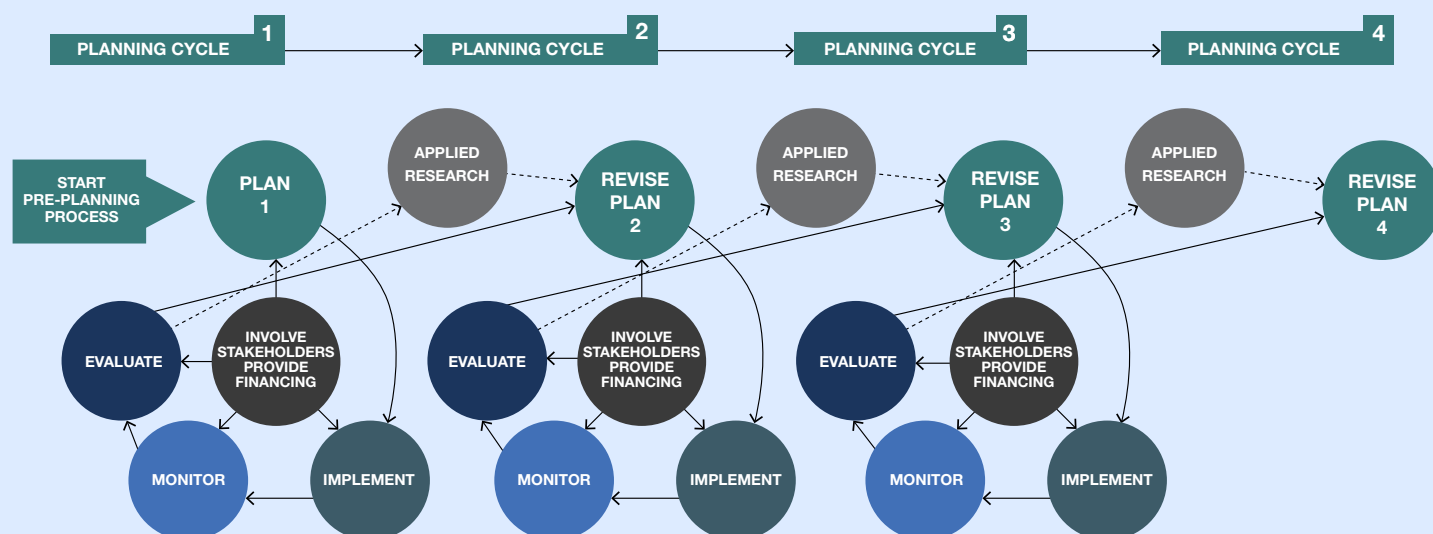 PLANNING CYCLE
1
PLANNING CYCLE
2
PLANNING CYCLE
3
PLANNING CYCLE
4
START
PRE-PLANNING
PROCESS
PLAN
1
APPLIED
RESEARCH
REVISE
PLAN
2
APPLIED
RESEARCH
REVISE
PLAN
3
APPLIED
RESEARCH
REVISE
PLAN
4
EVALUATE
INVOLVE
STAKEHOLDERS
PROVIDE
FINANCING
EVALUATE
INVOLVE
STAKEHOLDERS
PROVIDE
FINANCING
EVALUATE
INVOLVE
STAKEHOLDERS
PROVIDE
FINANCING
MONITOR
IMPLEMENT
MONITOR
IMPLEMENT
MONITOR
IMPLEMENT